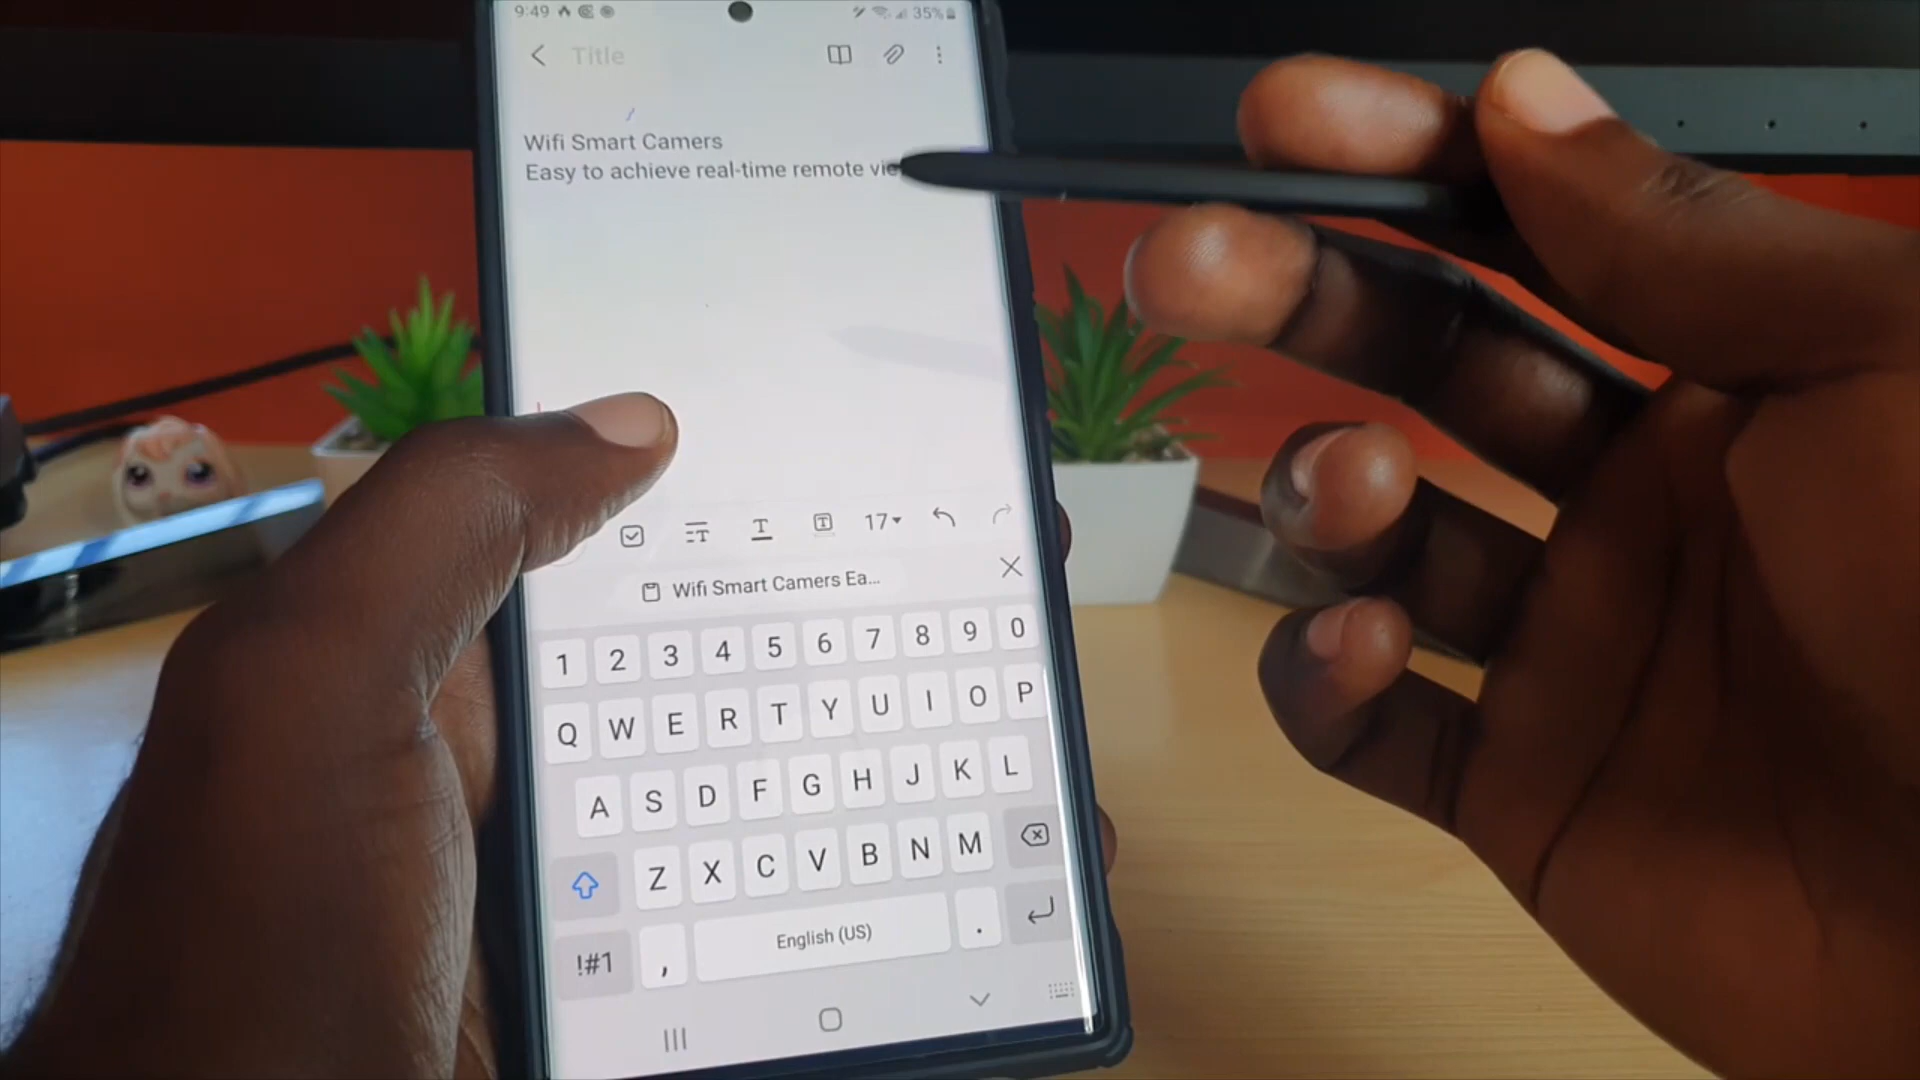 9:49 35%
Title
Wifi Smart Camers
Easy to achieve real-time remote
17
Wifi Smart Camers Ea...
1 2 3 4 5 6 7 8 9 0
Q W E R T Y U I O P
A S D F G H J K L
Z X C V B N M
!#1 , English (US) .